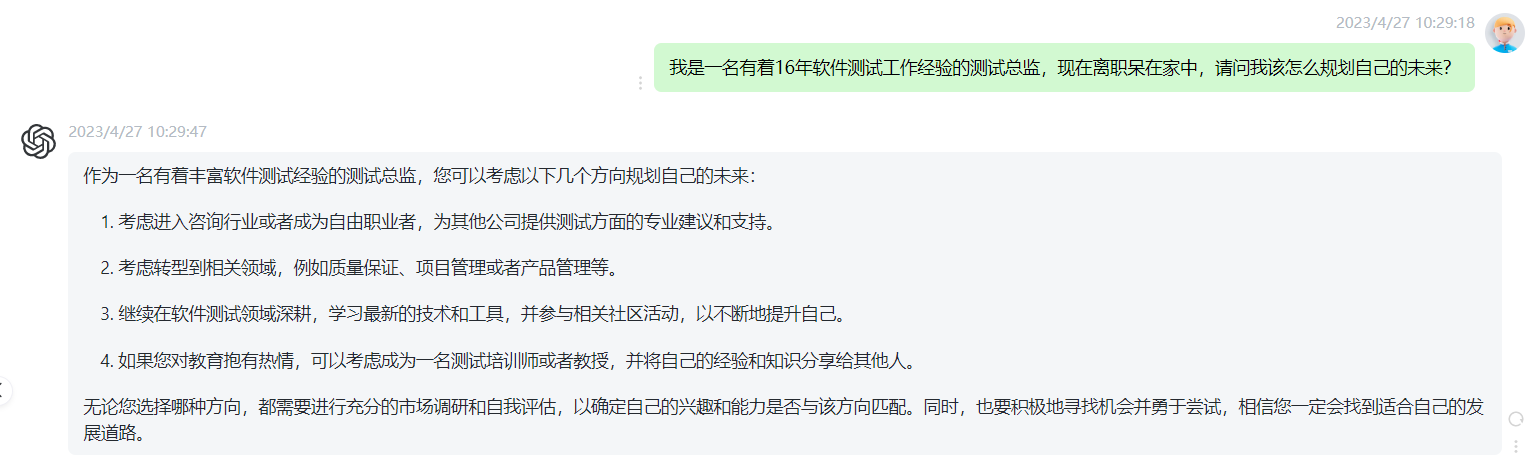 2023/4/27 10:29:18
我是一名有着16年软件测试工作经验的测试总监，现在离职呆在家中，请问我该怎么规划自己的未来？
2023/4/27 10:29:47
作为一名有着丰富软件测试经验的测试总监，您可以考虑以下几个方向规划自己的未来：
1. 考虑进入咨询行业或者成为自由职业者，为其他公司提供测试方面的专业建议和支持。
2. 考虑转型到相关领域，例如质量保证、项目管理或者产品管理等。
3. 继续在软件测试领域深耕，学习最新的技术和工具，并参与相关社区活动，以不断地提升自己。
4. 如果您对教育抱有热情，可以考虑成为一名测试培训师或者教授，并将自己的经验和知识分享给其他人。
无论您选择哪种方向，都需要进行充分的市场调研和自我评估，以确定自己的兴趣和能力是否与该方向匹配。同时，也要积极地寻找机会并勇于尝试，相信您一定会找到适合自己的发
展道路。